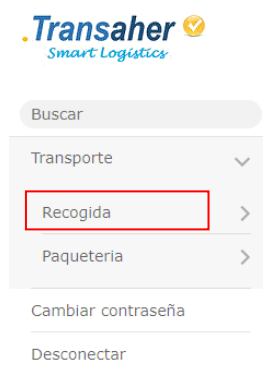 .Transaher
Smart Logistics
Buscar
Transporte
Recogida
Paqueteria
Cambiar contraseña
Desconectar